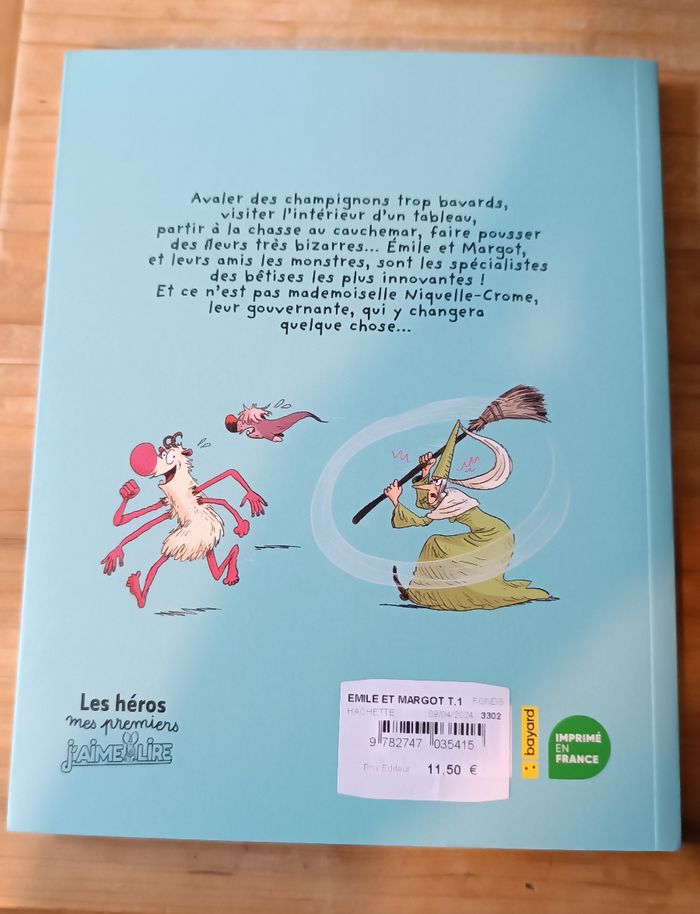 Avaler des champignons trop bavards,
visiter l'intérieur d'un tableau,
partir à la chasse au cauchemar, faire pousser
des fleurs très bizarres... Émile et Margot,
et leurs amis les monstres, sont les spécialistes
des bêtises les plus innovantes !
Et ce n'est pas mademoiselle Niquelle-Crome,
leur gouvernante, qui y changera
quelque chose...
Les héros
mes premiers
J'AIME LIRE
EMILE ET MARGOT T.1 FONDS
HACHETTE 09/04/2024 3302
9 782747 035415
Prix Editeur 11,50 €
bayard
IMPRIMÉ
EN
FRANCE